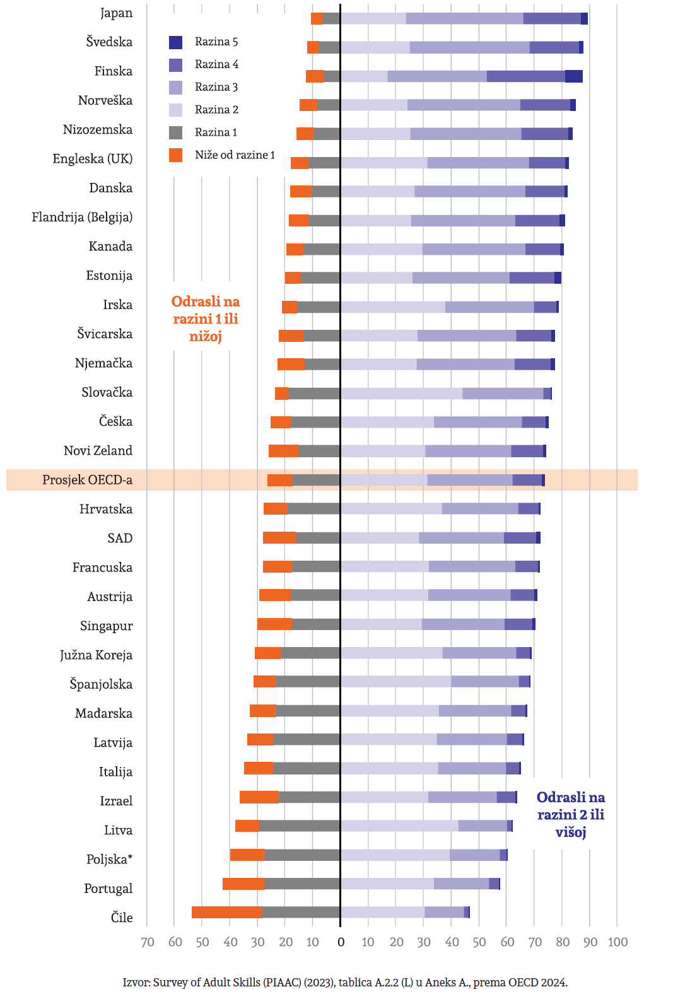 Japan
Švedska
Finska
Norveška
Nizozemska
Engleska (UK)
Danska
Flandrija (Belgija)
Kanada
Estonija
Irska
Švicarska
Njemačka
Slovačka
Češka
Novi Zeland
Prosjek OECD-a
Hrvatska
SAD
Francuska
Austrija
Singapur
Južna Koreja
Španjolska
Mađarska
Latvija
Italija
Izrael
Litva
Poljska*
Portugal
Čile
Razina 5
Razina 4
Razina 3
Razina 2
Razina 1
Niže od razine 1
Odrasli na
razini 1 ili
nižoj
Odrasli na
razini 2 ili
višoj
70 60 50 40 30 20 10 0 10 20 30 40 50 60 70 80 90 100
Izvor: Survey of Adult Skills (PIAAC) (2023), tablica A.2.2 (L) u Aneks A., prema OECD 2024.